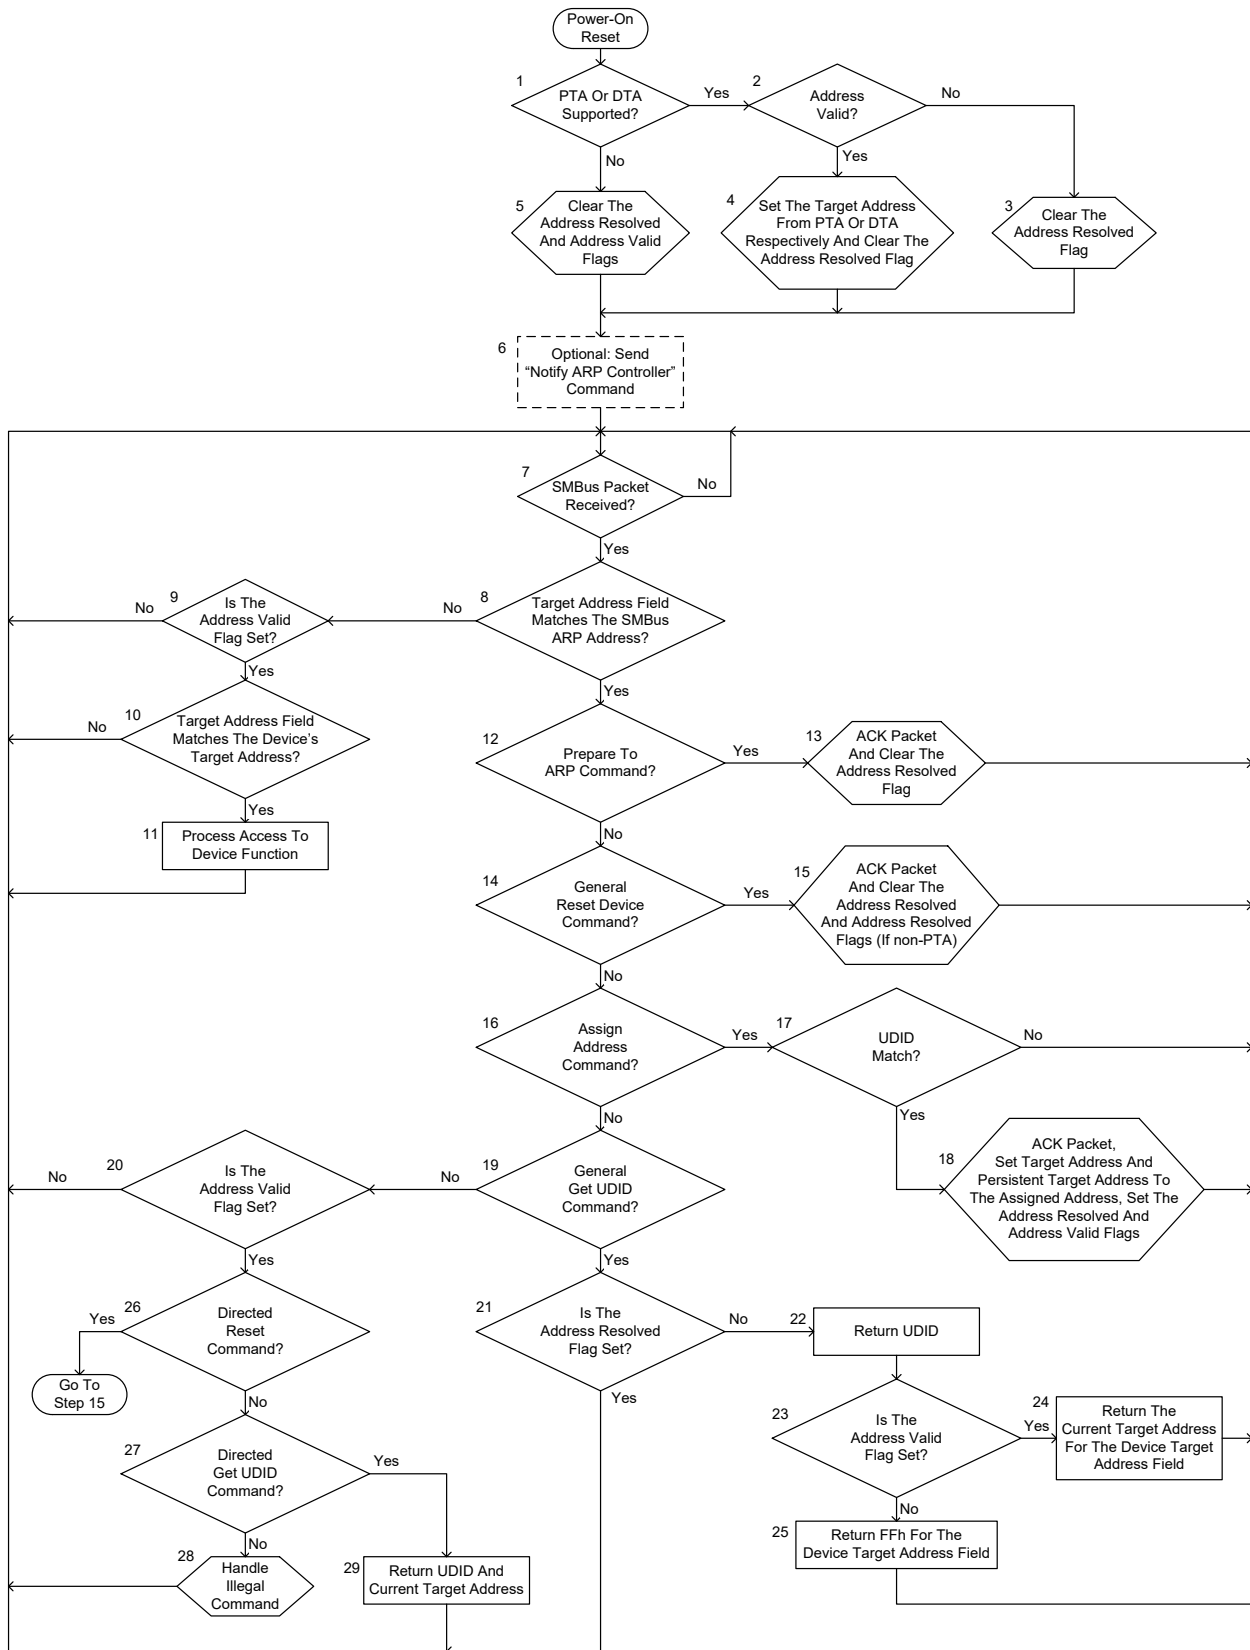 Power-On
Reset
1
PTA Or DTA
Supported?
Yes
2
Address
Valid?
No
No
Yes
5
Clear The
Address Resolved
And Address Valid
Flags
4
Set The Target Address
From PTA Or DTA
Respectively And Clear The
Address Resolved Flag
3
Clear The
Address Resolved
Flag
6
Optional: Send
“Notify ARP Controller”
Command
7
SMBus Packet
Received?
No
Yes
8
Target Address Field
Matches The SMBus
ARP Address?
No
Yes
9
Is The
Address Valid
Flag Set?
No
Yes
10
Target Address Field
Matches The Device’s
Target Address?
No
Yes
11
Process Access To
Device Function
12
Prepare To
ARP Command?
Yes
No
13
ACK Packet
And Clear The
Address Resolved
Flag
14
General
Reset Device
Command?
Yes
No
15
ACK Packet
And Clear The
Address Resolved
And Address Resolved
Flags (If non-PTA)
16
Assign
Address
Command?
Yes
No
17
UDID
Match?
No
Yes
18
ACK Packet,
Set Target Address And
Persistent Target Address To
The Assigned Address, Set The
Address Resolved And
Address Valid Flags
19
General
Get UDID
Command?
No
Yes
20
Is The
Address Valid
Flag Set?
No
Yes
21
Is The
Address Resolved
Flag Set?
No
Yes
22
Return UDID
23
Is The
Address Valid
Flag Set?
Yes
No
24
Return The
Current Target Address
For The Device Target
Address Field
25
Return FFh For The
Device Target Address Field
26
Directed
Reset
Command?
Yes
No
Go To
Step 15
27
Directed
Get UDID
Command?
Yes
No
28
Handle
Illegal
Command
29
Return UDID And
Current Target Address